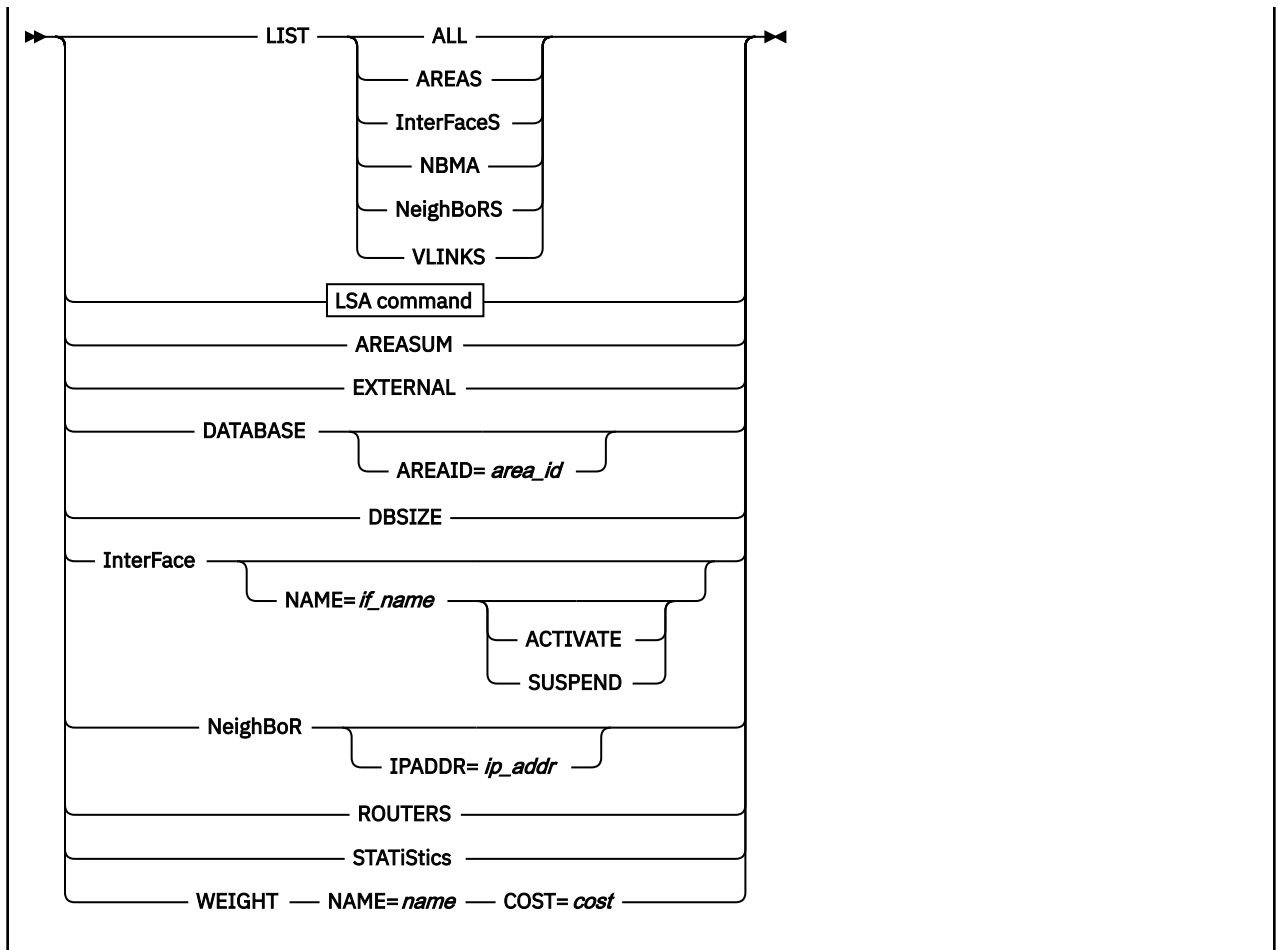 LIST ALL
AREAS
InterFaceS
NBMA
NeighBoRS
VLINKS
LSA command
AREASUM
EXTERNAL
DATABASE
AREAID= area_id
DBSIZE
InterFace
NAME= if_name
ACTIVATE
SUSPEND
NeighBoR
IPADDR= ip_addr
ROUTERS
STATiStics
WEIGHT NAME= name COST= cost